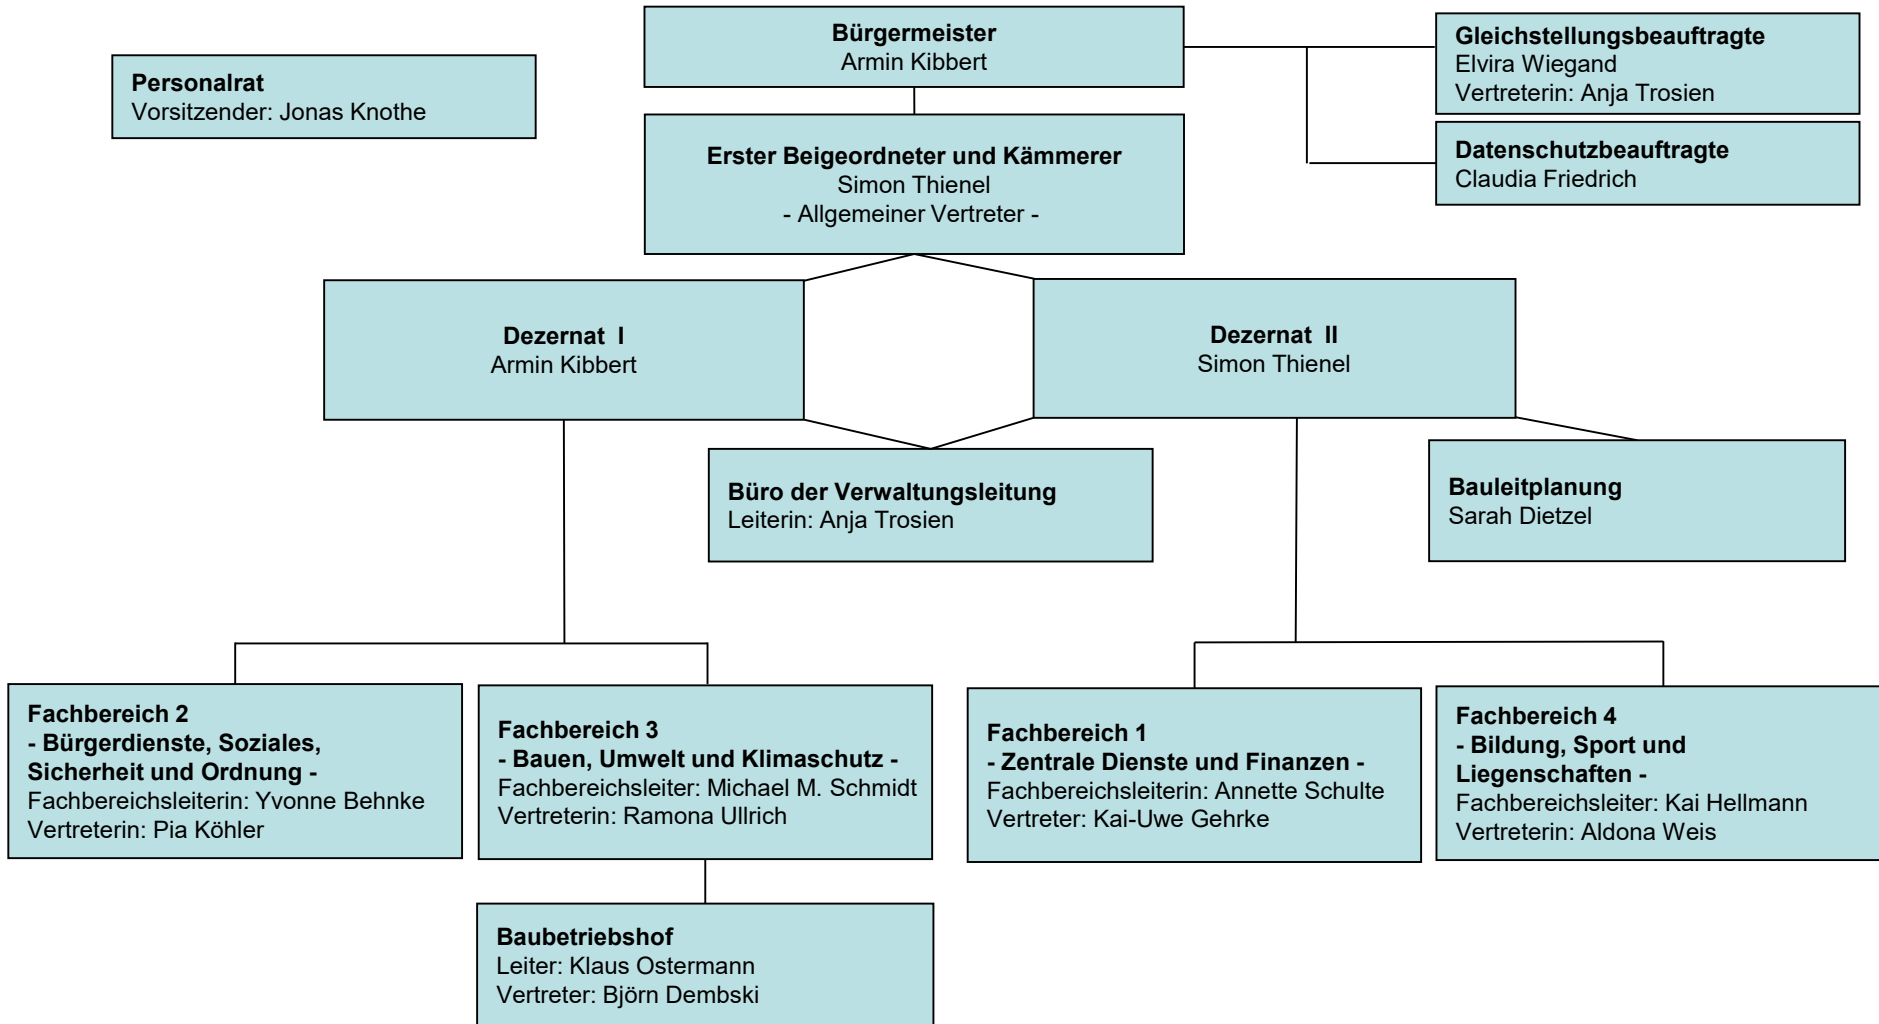 Bürgermeister
Armin Kibbert
Gleichstellungsbeauftragte
Elvira Wiegand
Vertreterin: Anja Trosien
Personalrat
Vorsitzender: Jonas Knothe
Erster Beigeordneter und Kämmerer
Simon Thienel
- Allgemeiner Vertreter -
Datenschutzbeauftragte
Claudia Friedrich
Dezernat I
Armin Kibbert
Dezernat II
Simon Thienel
Büro der Verwaltungsleitung
Leiterin: Anja Trosien
Bauleitplanung
Sarah Dietzel
Fachbereich 2
- Bürgerdienste, Soziales,
Sicherheit und Ordnung -
Fachbereichsleiterin: Yvonne Behnke
Vertreterin: Pia Köhler
Fachbereich 3
- Bauen, Umwelt und Klimaschutz -
Fachbereichsleiter: Michael M. Schmidt
Vertreterin: Ramona Ullrich
Fachbereich 1
- Zentrale Dienste und Finanzen -
Fachbereichsleiterin: Annette Schulte
Vertreter: Kai-Uwe Gehrke
Fachbereich 4
- Bildung, Sport und
Liegenschaften -
Fachbereichsleiter: Kai Hellmann
Vertreterin: Aldona Weis
Baubetriebshof
Leiter: Klaus Ostermann
Vertreter: Björn Dembski